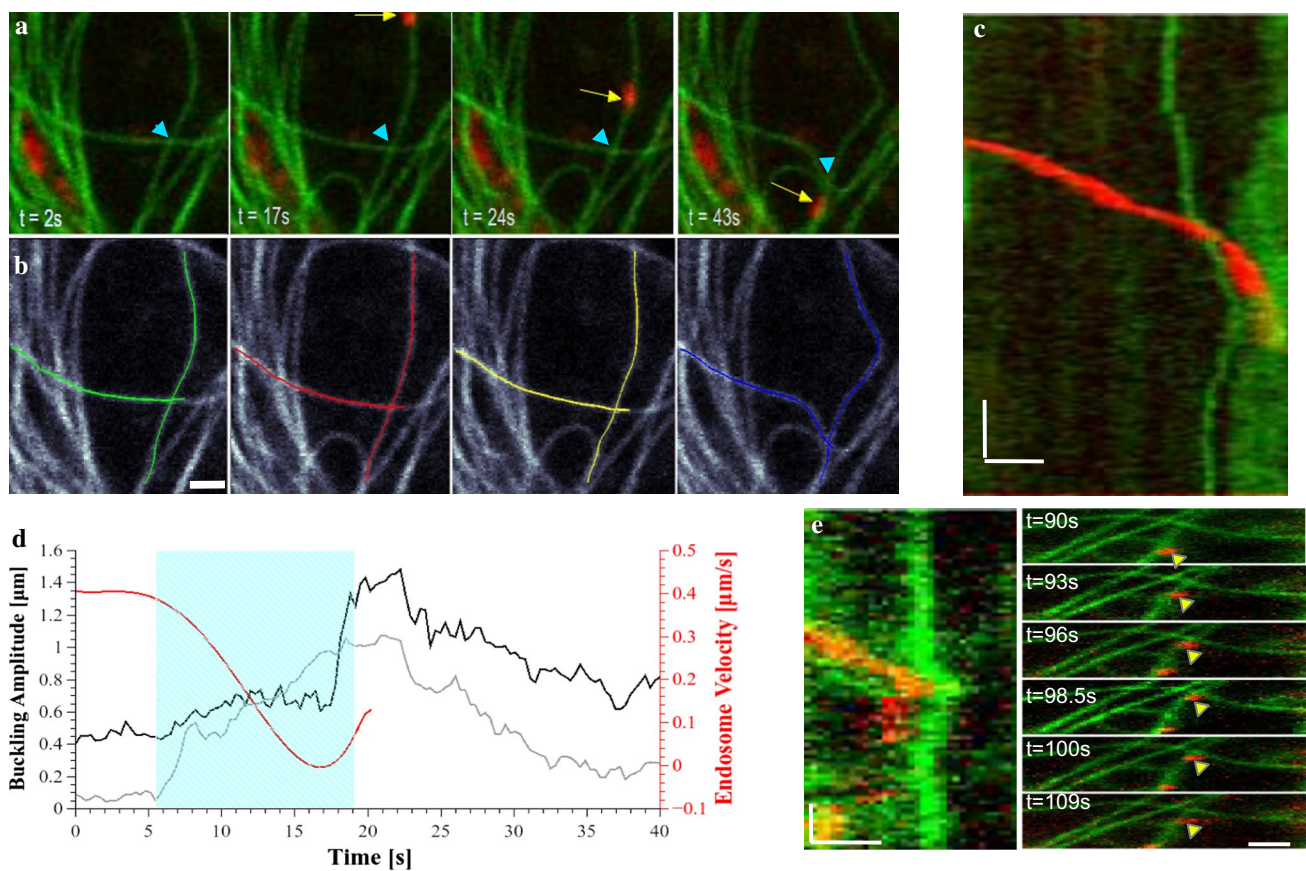 a
t = 2s
t = 17s
t = 24s
t = 43s
b
c
d
Buckling Amplitude [μm]
1.6
1.4
1.2
1
0.8
0.6
0.4
0.2
0
0 5 10 15 20 25 30 35 40
Time [s]
0.5
0.4
0.3
0.2
0.1
0
−0.1
Endosome Velocity [μm/s]
e
t=90s
t=93s
t=96s
t=98.5s
t=100s
t=109s